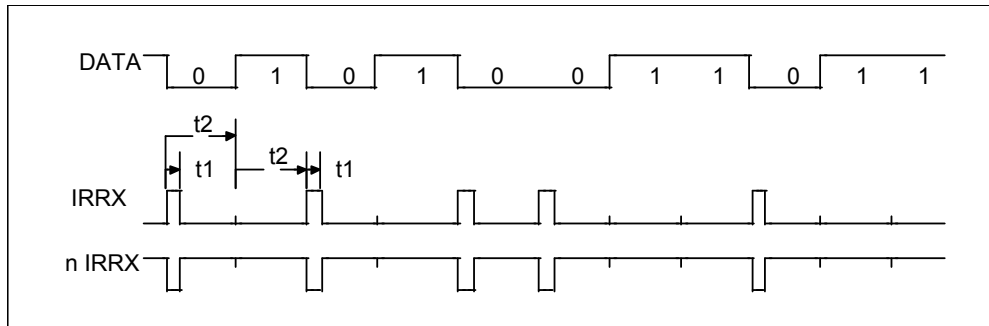 DATA 0 1 0 1 0 0 1 1 0 1 1
t2
t1 t2 t1
IRRX
n IRRX